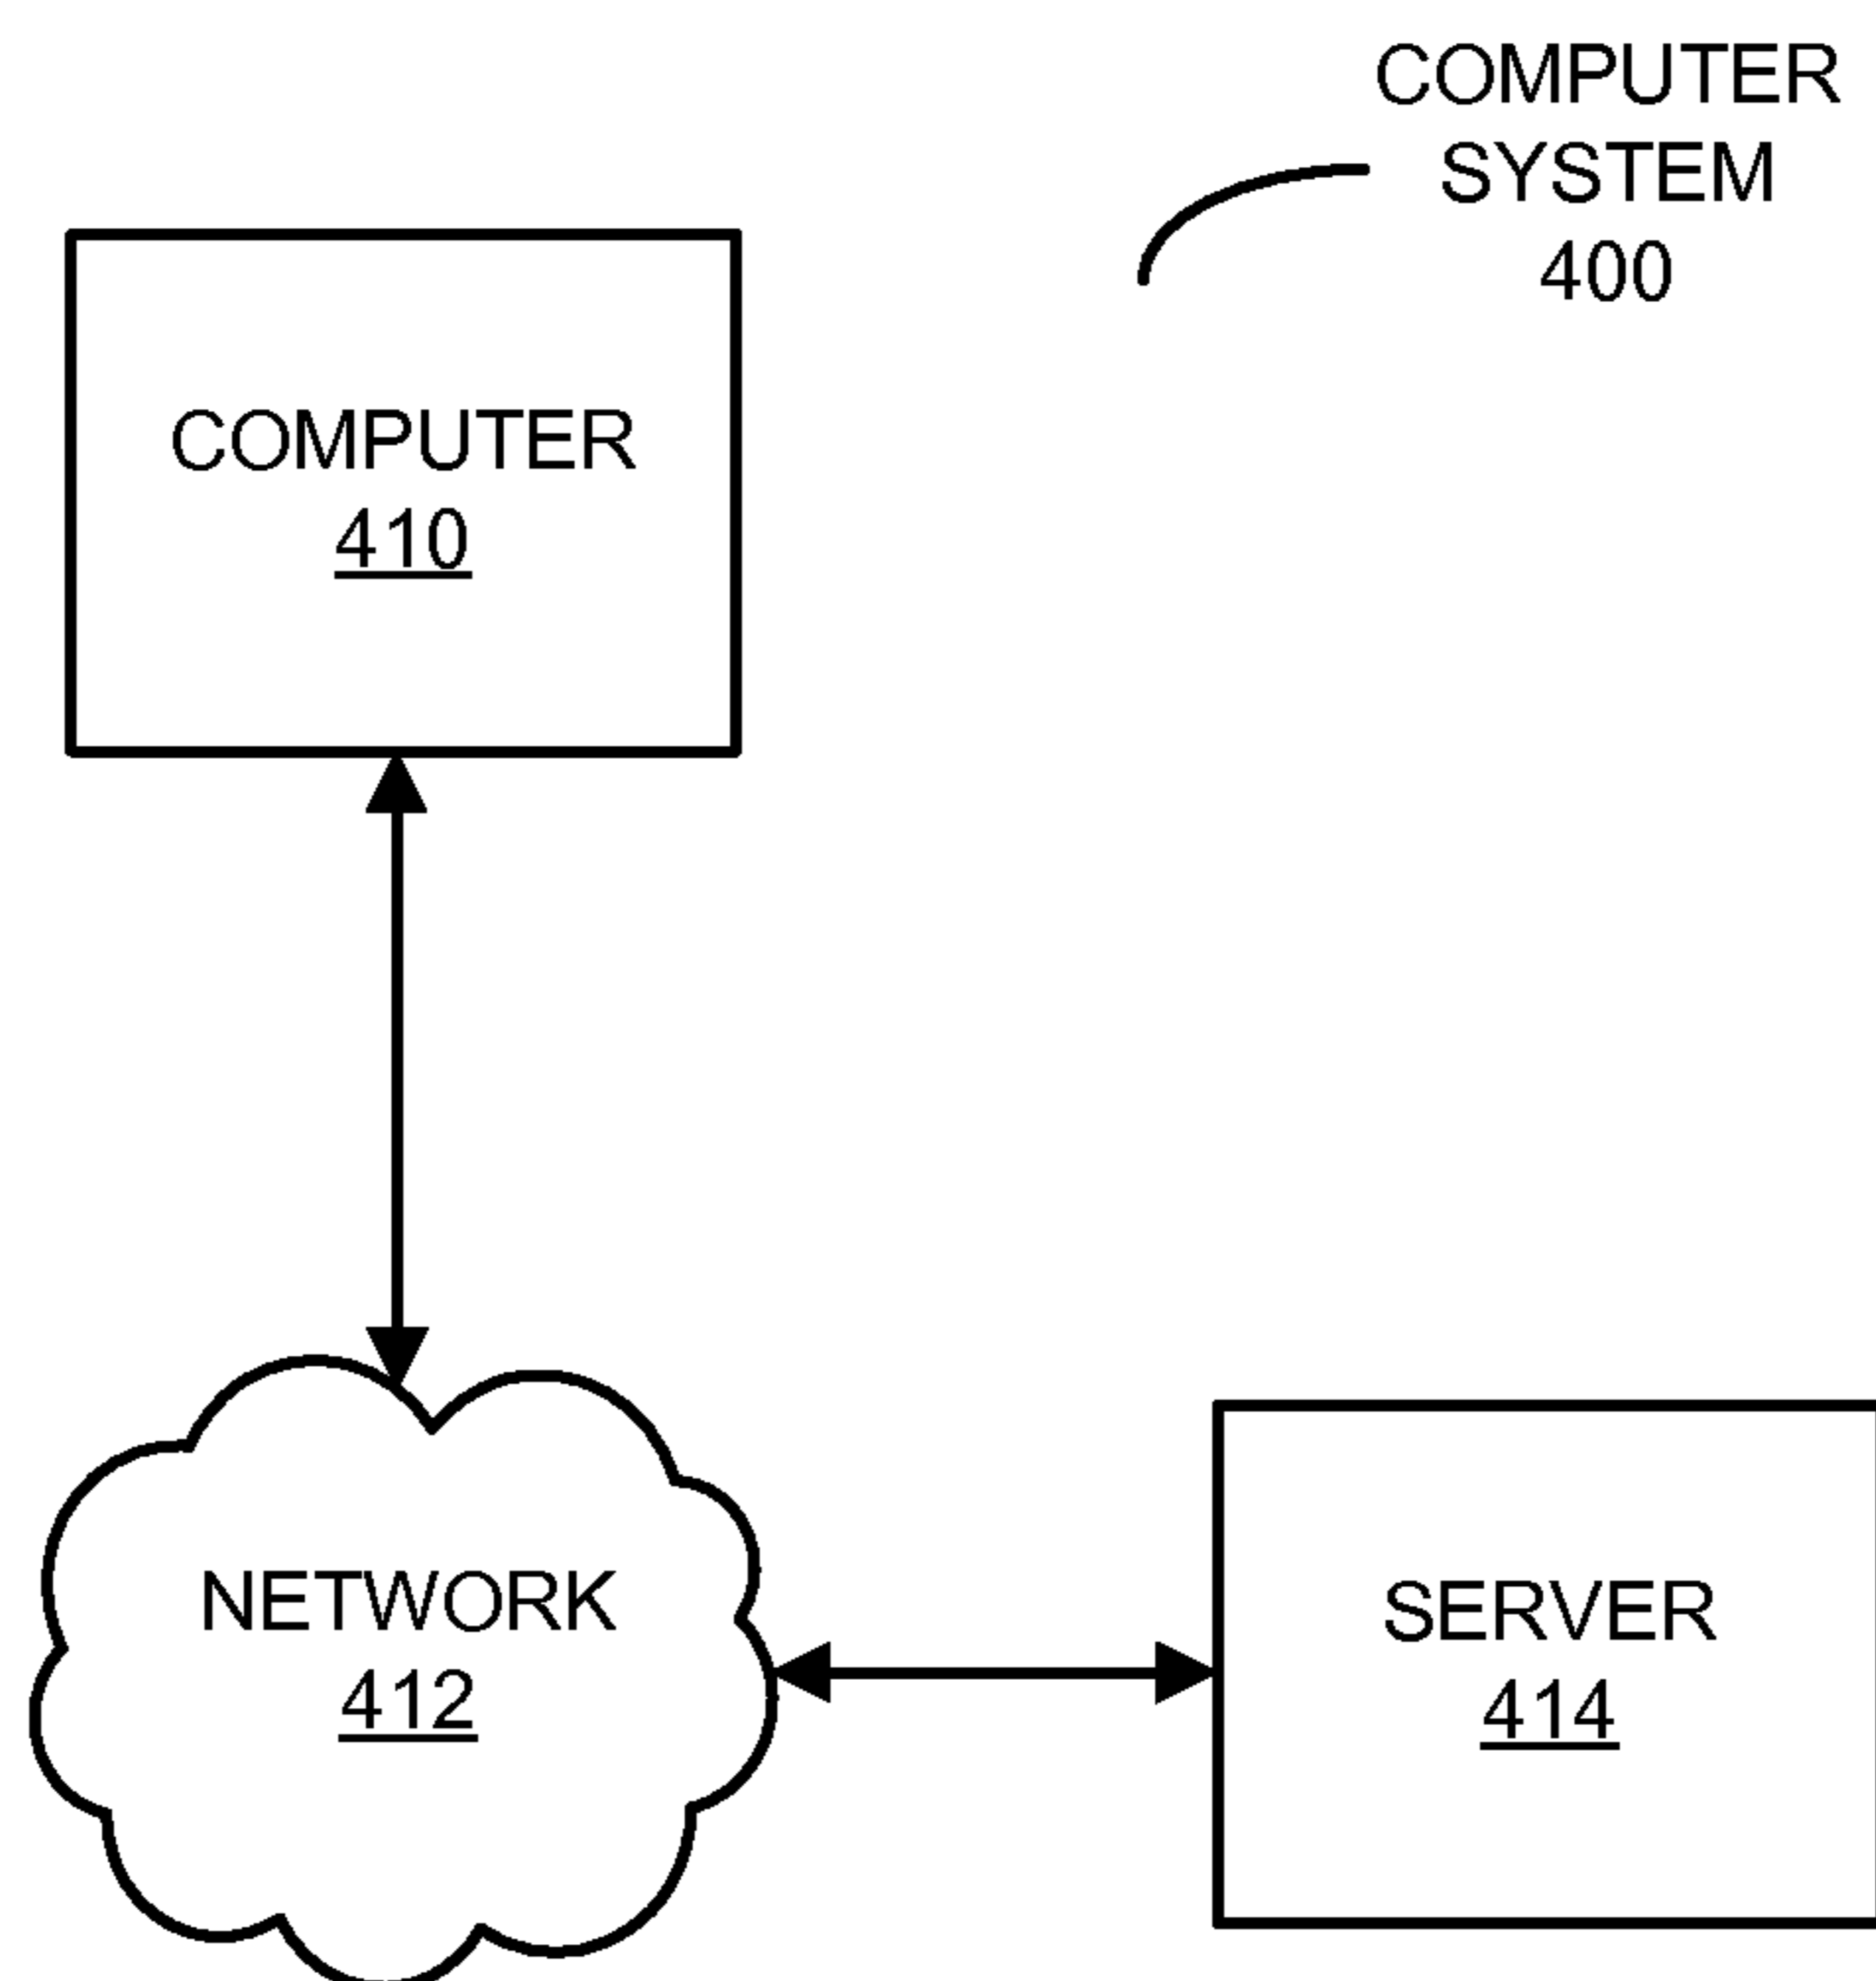 COMPUTER
SYSTEM
400
COMPUTER
410
NETWORK
412
SERVER
414